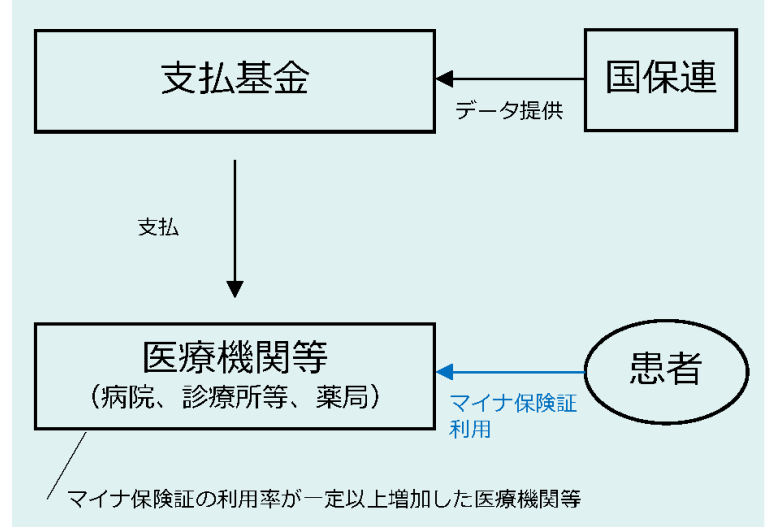 支払基金
国保連
データ提供
支払
医療機関等
（病院、診療所等、薬局）
患者
マイナ保険証
利用
マイナ保険証の利用率が一定以上増加した医療機関等